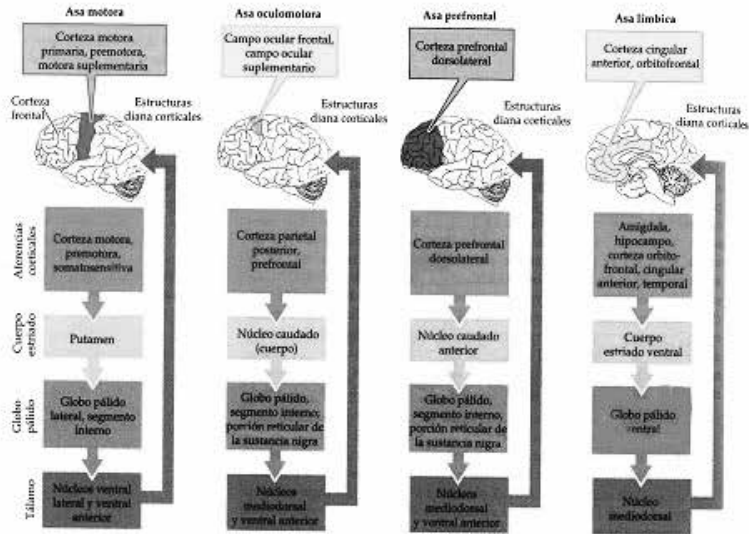 Asa motora
Corteza motora
primaria, premotora,
motora suplementaria
Corteza
frontal
Estructuras
diana corticales
Aferencias
corticales
Corteza motora,
premotora,
somatosensitiva
Cuerpo
estriado
Putamen
Globo
pálido
Globo pálido
lateral, segmento
interno
Tálamo
Núcleos ventral
lateral y ventral
anterior
Asa oculomotora
Campo ocular frontal,
campo ocular
suplementario
Estructuras
diana corticales
Corteza parietal
posterior,
prefrontal
Núcleo caudado
(cuerpo)
Globo pálido,
segmento interno;
porción reticular de
la sustancia nigra
Núcleos
mediodorsal
y ventral anterior
Asa prefrontal
Corteza prefrontal
dorsolateral
Estructuras
diana corticales
Corteza prefrontal
dorsolateral
Núcleo caudado
anterior
Globo pálido,
segmento interno;
porción reticular de
la sustancia nigra
Núcleos
mediodorsal
y ventral anterior
Asa límbica
Corteza cingular
anterior, orbitofrontal
Estructuras
diana corticales
Amígdala,
hipocampo,
corteza orbito-
frontal, cingular
anterior, temporal
Cuerpo
estriado ventral
Globo pálido
ventral
Núcleo
mediodorsal